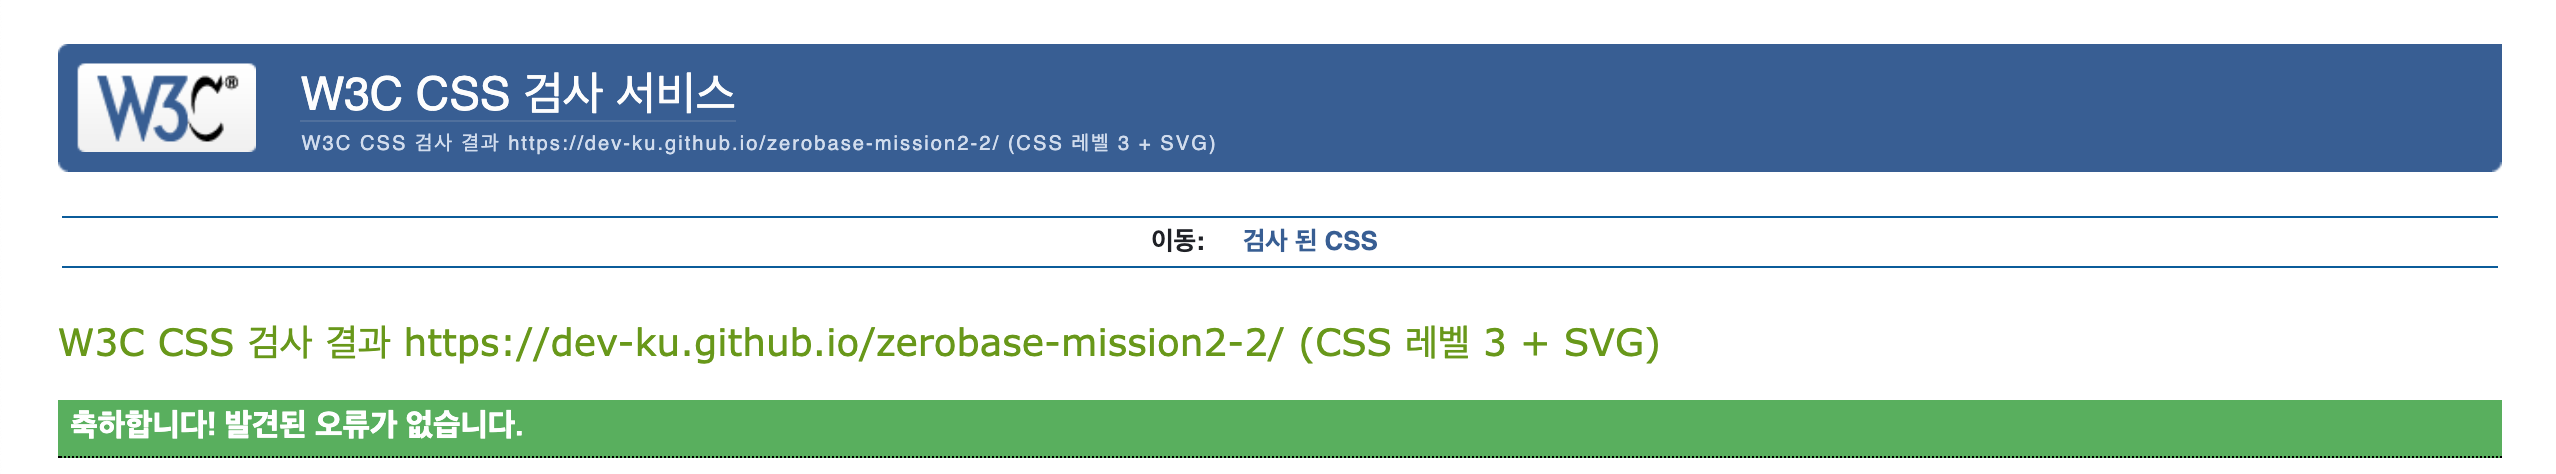 W3C®
W3C CSS 검사 서비스
W3C CSS 검사 결과 https://dev-ku.github.io/zerobase-mission2-2/ (CSS 레벨 3 + SVG)
이동: 검사 된 CSS
W3C CSS 검사 결과 https://dev-ku.github.io/zerobase-mission2-2/ (CSS 레벨 3 + SVG)
축하합니다! 발견된 오류가 없습니다.